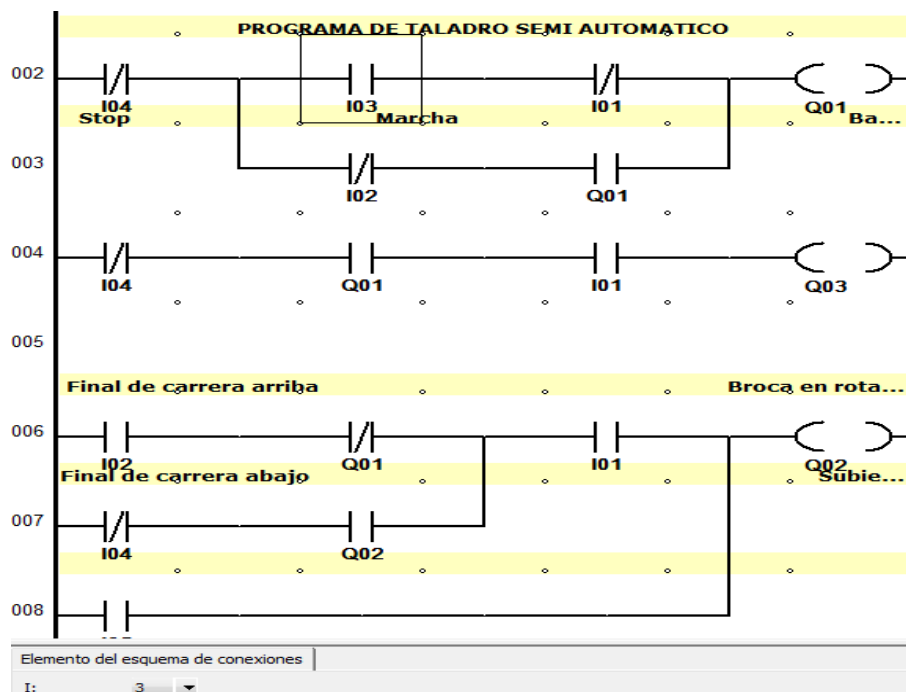 PROGRAMA DE TALADRO SEMI AUTOMATICO
002
I04 I03 I01 Q01
Stop Marcha Ba...
003
I02 Q01
004
I04 Q01 I01 Q03
005
Final de carrera arriba Broca en rota...
006
I02 Q01 I01 Q02
Final de carrera abajo Subie...
007
I04 Q02
008
Elemento del esquema de conexiones
I: 3